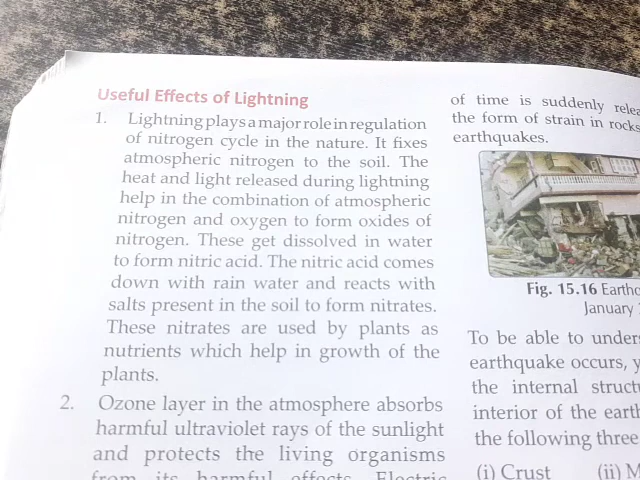 Useful Effects of Lightning
1. Lightning plays a major role in regulation
of nitrogen cycle in the nature. It fixes
atmospheric nitrogen to the soil. The
heat and light released during lightning
help in the combination of atmospheric
nitrogen and oxygen to form oxides of
nitrogen. These get dissolved in water
to form nitric acid. The nitric acid comes
down with rain water and reacts with
salts present in the soil to form nitrates.
These nitrates are used by plants as
nutrients which help in growth of the
plants.
2. Ozone layer in the atmosphere absorbs
harmful ultraviolet rays of the sunlight
and protects the living organisms
from its harmful effects. Electric
of time is suddenly
the form of strain in rocks
earthquakes.
Fig. 15.16
January
To be able to
earthquake occurs,
the internal
interior of the
the following three
(i) Crust (ii)